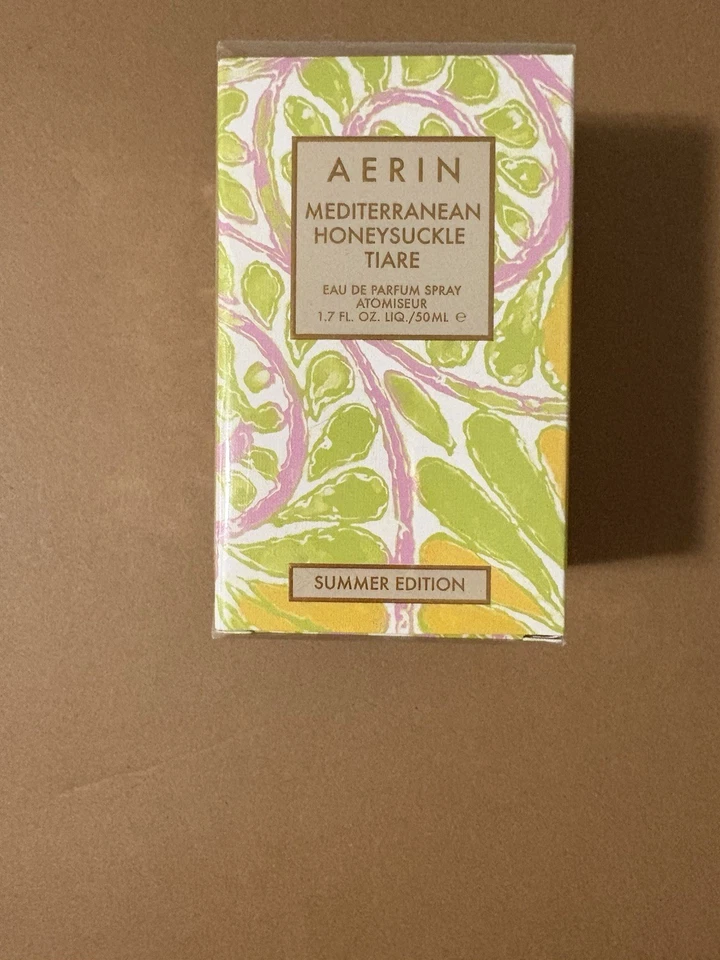 AERIN
MEDITERRANEAN
HONEYSUCKLE
TIARE
EAU DE PARFUM SPRAY
ATOMISEUR
1.7 FL. OZ. LIQ./50ML ℮
SUMMER EDITION